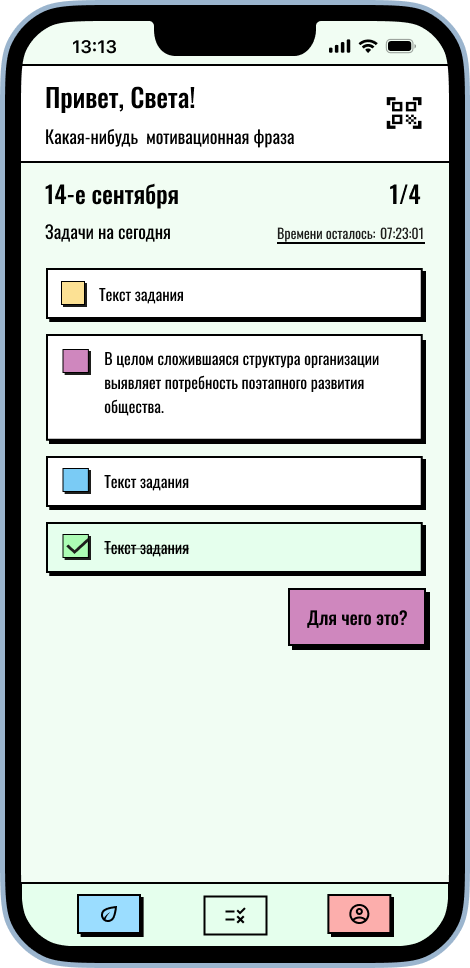 13:13
Привет, Света!
Какая-нибудь мотивационная фраза
14-е сентября 1/4
Задачи на сегодня Времени осталось: 07:23:01
Текст задания
В целом сложившаяся структура организации
выявляет потребность поэтапного развития
общества.
Текст задания
Текст задания
Для чего это?